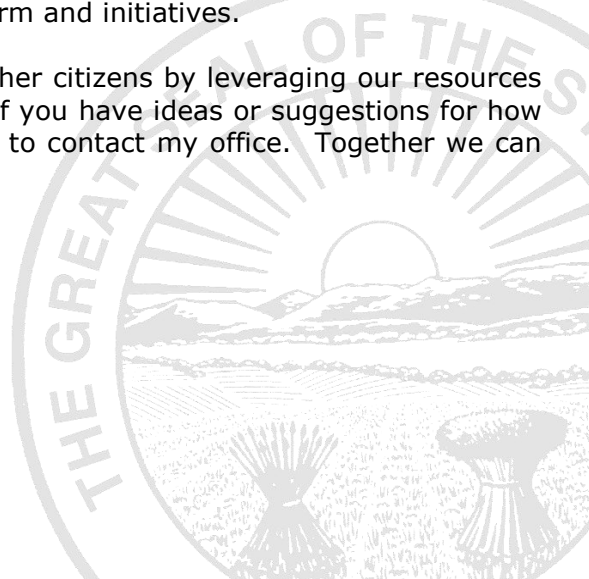 rm and initiatives.
her citizens by leveraging our resources
f you have ideas or suggestions for how
to contact my office.  Together we can
THE GREAT SEAL OF THE S